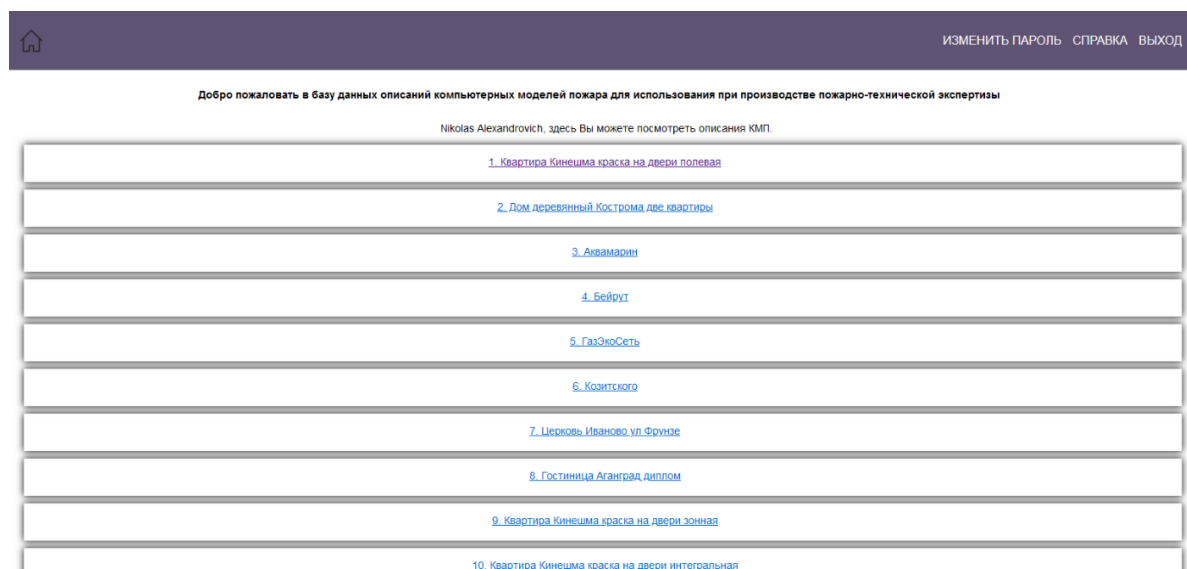 ИЗМЕНИТЬ ПАРОЛЬ СПРАВКА ВЫХОД
Добро пожаловать в базу данных описаний компьютерных моделей пожара для использования при производстве пожарно-технической экспертизы
Nikolas Alexandrovich, здесь Вы можете посмотреть описания КМП.
1. Квартира Кинешма краска на двери полевая
2. Дом деревянный Кострома две квартиры
3. Аквамарин
4. Бейрут
5. ГазЭкоСеть
6. Козитского
7. Церковь Иваново ул Фрунзе
8. Гостиница Аганград диплом
9. Квартира Кинешма краска на двери зонная
10. Квартира Кинешма краска на двери интегральная